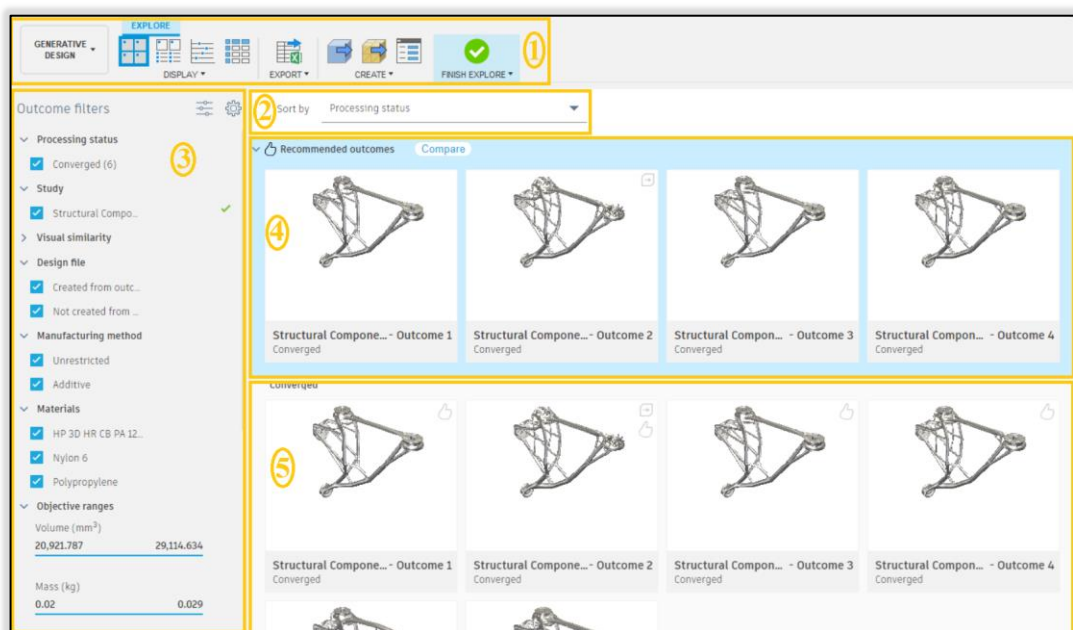 EXPLORE
GENERATIVE
DESIGN
DISPLAY
EXPORT
CREATE
FINISH EXPLORE
1
Outcome filters
3
Processing status
Converged (6)
Study
Structural Compo...
Visual similarity
Design file
Created from outc...
Not created from ...
Manufacturing method
Unrestricted
Additive
Materials
HP 3D HR CB PA 12...
Nylon 6
Polypropylene
Objective ranges
Volume (mm³)
20,921.787 29,114.634
Mass (kg)
0.02 0.029
2 Sort by Processing status
Recommended outcomes Compare
4
Structural Compone... - Outcome 1
Converged
Structural Compone... - Outcome 2
Converged
Structural Compon... - Outcome 3
Converged
Structural Compon... - Outcome 4
Converged
Converged
5
Structural Compone... - Outcome 1
Converged
Structural Compone... - Outcome 2
Converged
Structural Compon... - Outcome 3
Converged
Structural Compon... - Outcome 4
Converged